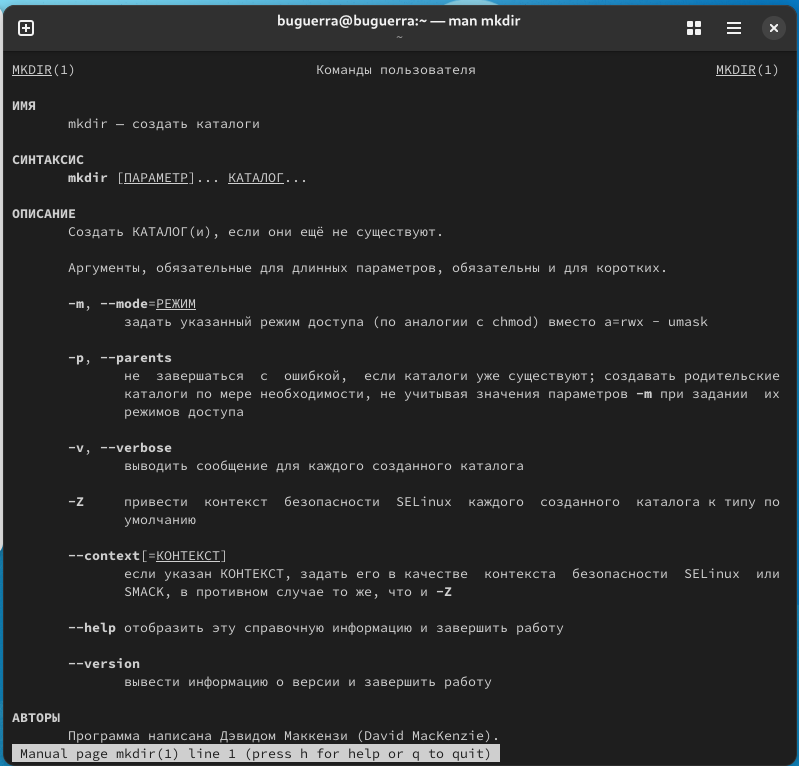 buguerra@buguerra:~ — man mkdir
~
MKDIR(1) Команды пользователя MKDIR(1)
ИМЯ
mkdir — создать каталоги
СИНТАКСИС
mkdir [ПАРАМЕТР]... КАТАЛОГ...
ОПИСАНИЕ
Создать КАТАЛОГ(и), если они ещё не существуют.
Аргументы, обязательные для длинных параметров, обязательны и для коротких.
-m, --mode=РЕЖИМ
задать указанный режим доступа (по аналогии с chmod) вместо a=rwx - umask
-p, --parents
не завершаться с ошибкой, если каталоги уже существуют; создавать родительские
каталоги по мере необходимости, не учитывая значения параметров -m при задании их
режимов доступа
-v, --verbose
выводить сообщение для каждого созданного каталога
-Z привести контекст безопасности SELinux каждого созданного каталога к типу по
умолчанию
--context[=КОНТЕКСТ]
если указан КОНТЕКСТ, задать его в качестве контекста безопасности SELinux или
SMACK, в противном случае то же, что и -Z
--help отобразить эту справочную информацию и завершить работу
--version
вывести информацию о версии и завершить работу
АВТОРЫ
Программа написана Дэвидом Маккензи (David MacKenzie).
Manual page mkdir(1) line 1 (press h for help or q to quit)